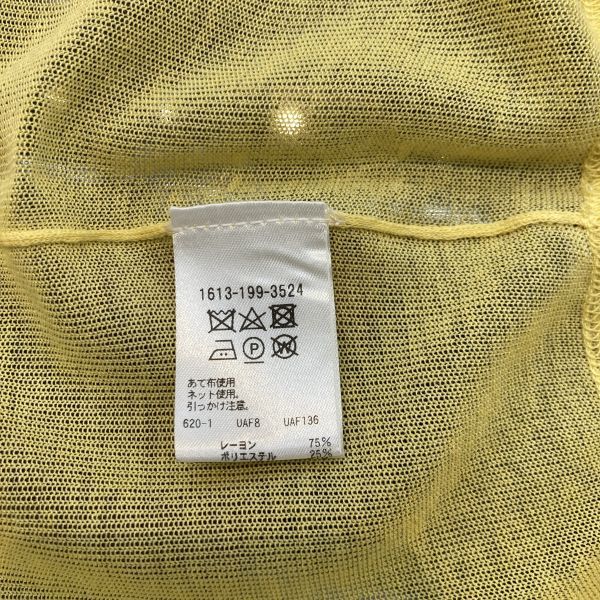 1613-199-3524
P W
あて布使用
ネット使用。
引っかけ注意。
620-1 UAF8 UAF136
レーヨン 75%
ポリエステル 25%